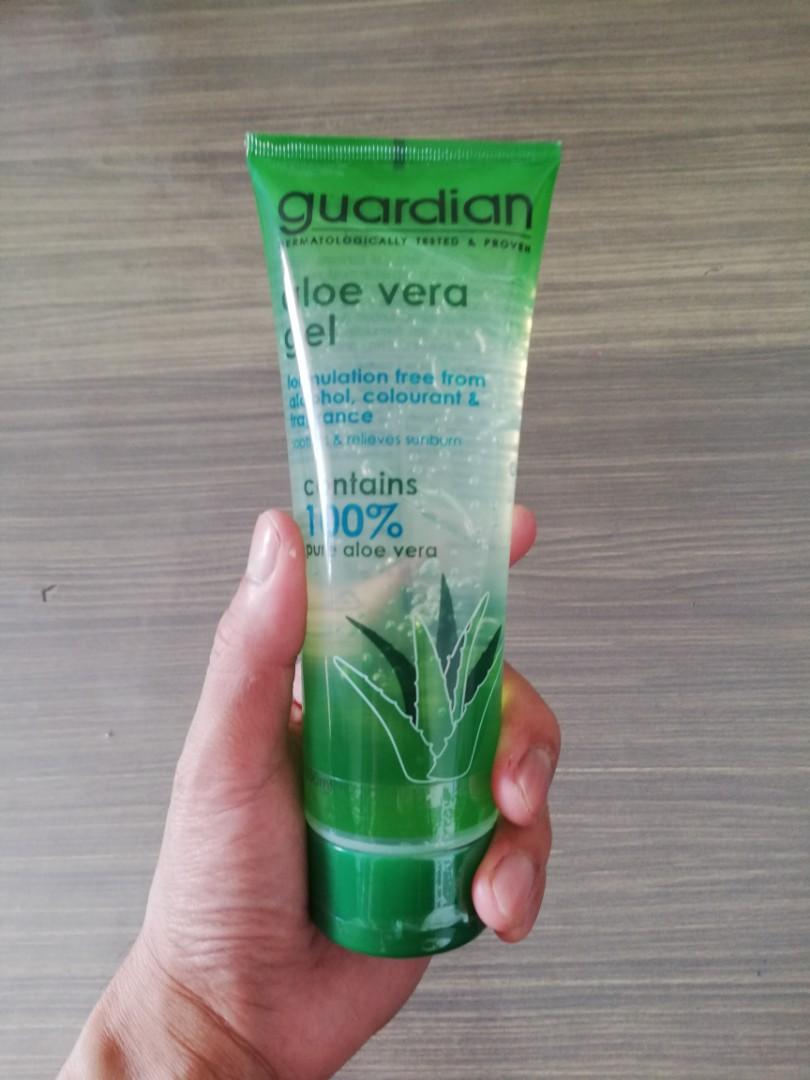 guardian
DERMATOLOGICALLY TESTED & PROVEN
aloe vera
gel
formulation free from
alcohol, colourant &
fragrance
& relieves sunburn
contains
100%
pure aloe vera